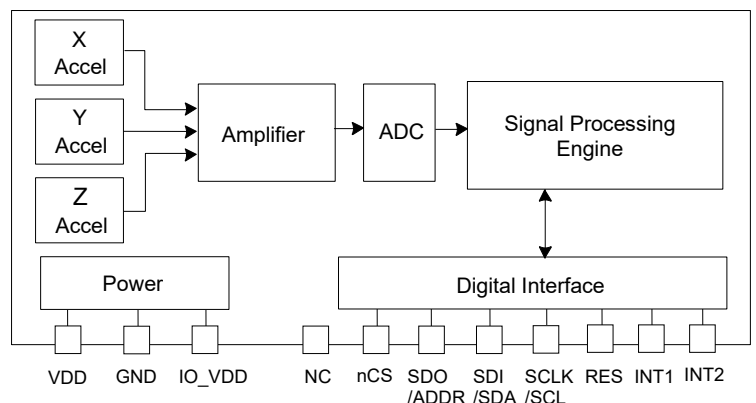 X
Accel
Y
Accel
Z
Accel
Amplifier
ADC
Signal Processing
Engine
Power
Digital Interface
VDD
GND
IO_VDD
NC
nCS
SDO
/ADDR
SDI
/SDA
SCLK
/SCL
RES
INT1
INT2